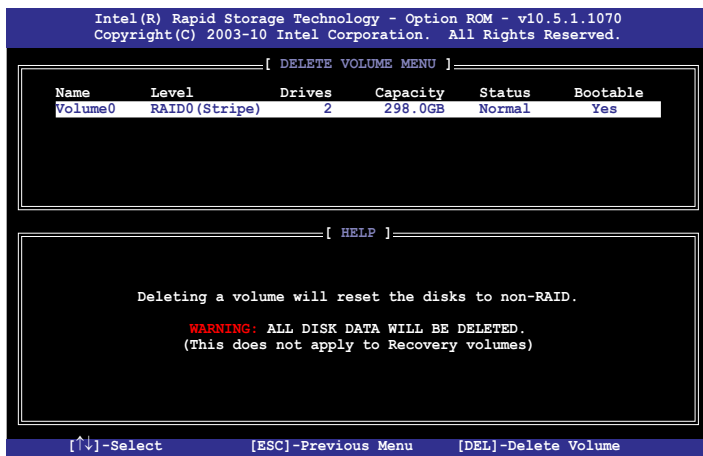 Intel(R) Rapid Storage Technology - Option ROM - v10.5.1.1070
Copyright(C) 2003-10 Intel Corporation. All Rights Reserved.
[ DELETE VOLUME MENU ]
Name Level Drives Capacity Status Bootable
Volume0 RAID0(Stripe) 2 298.0GB Normal Yes
[ HELP ]
Deleting a volume will reset the disks to non-RAID.
WARNING: ALL DISK DATA WILL BE DELETED.
(This does not apply to Recovery volumes)
[↑↓]-Select [ESC]-Previous Menu [DEL]-Delete Volume